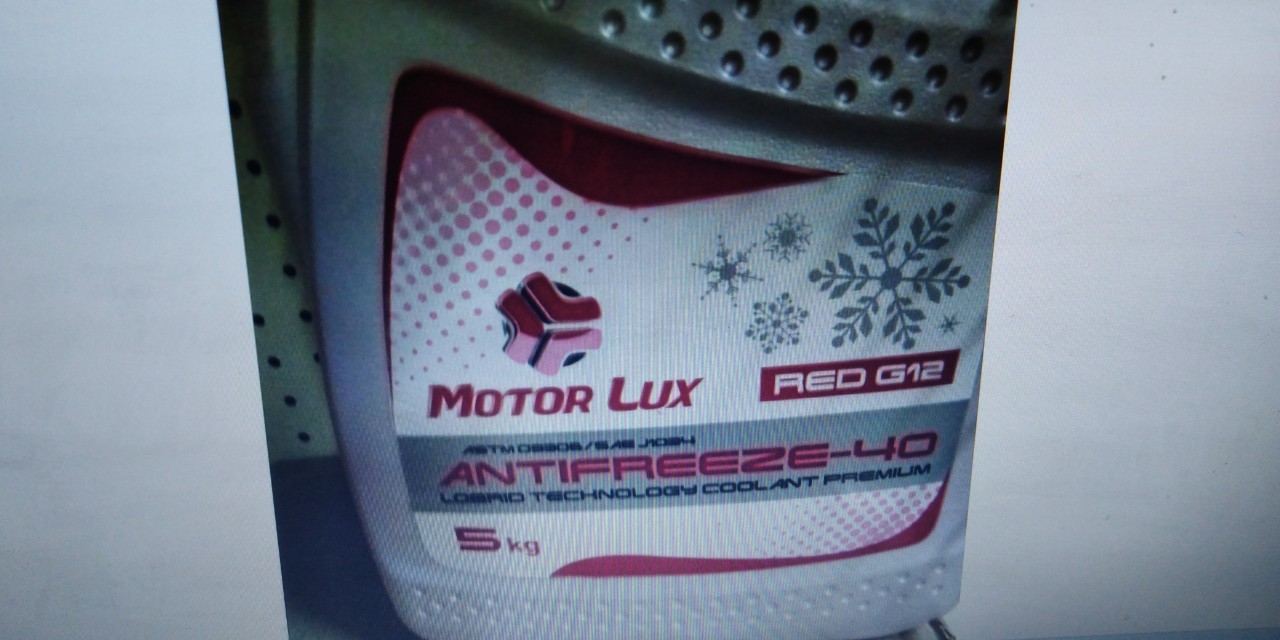 MOTOR LUX
RED G12
ASTM D3306/SAE J1034
ANTIFREEZE-40
LOBRID TECHNOLOGY COOLANT PREMIUM
5 kg